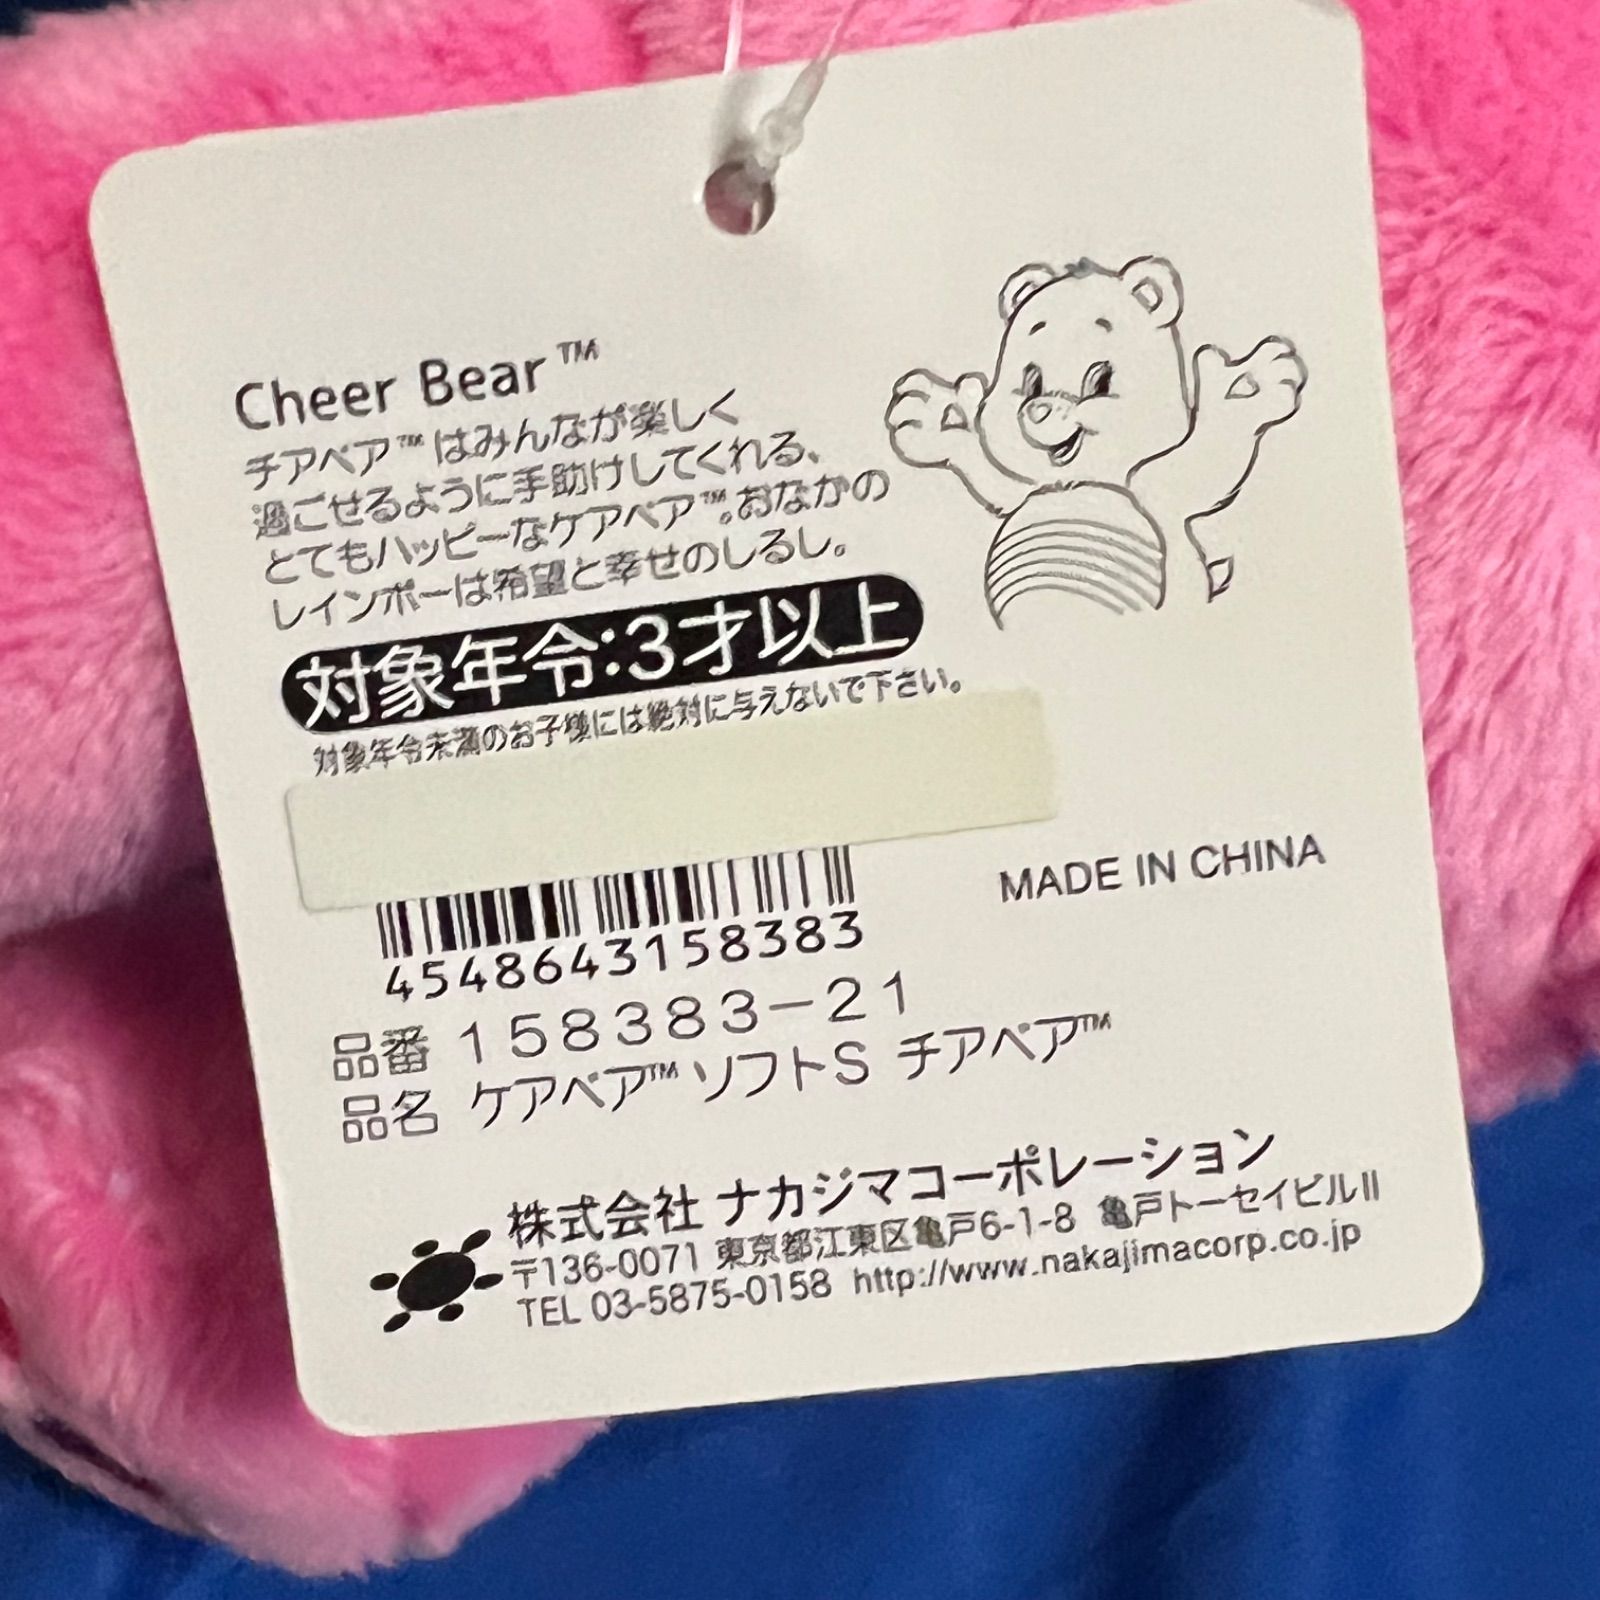 Cheer Bear™
チアベア™はみんなが楽しく
過ごせるように手助けしてくれる、
とてもハッピーなケアベア™。おなかの
レインボーは希望と幸せのしるし。
対象年令:3才以上
対象年令未満のお子様には絶対に与えないで下さい。
MADE IN CHINA
4548643158383
品番 158383-21
品名 ケアベア™ ソフトS チアベア™
株式会社 ナカジマコーポレーション
〒136-0071 東京都江東区亀戸6-1-8 亀戸トーセイビルII
TEL 03-5875-0158 http://www.nakajimacorp.co.jp